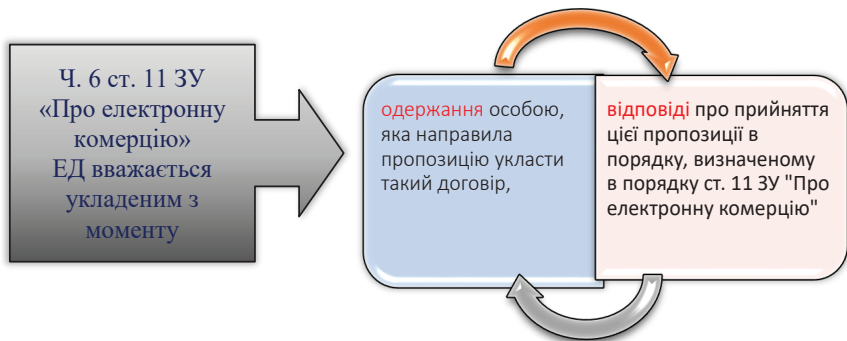 Ч. 6 ст. 11 ЗУ
«Про електронну
комерцію»
ЕД вважається
укладеним з
моменту
одержання особою,
яка направила
пропозицію укласти
такий договір,
відповіді про прийняття
цієї пропозиції в
порядку, визначеному
в порядку ст. 11 ЗУ "Про
електронну комерцію"